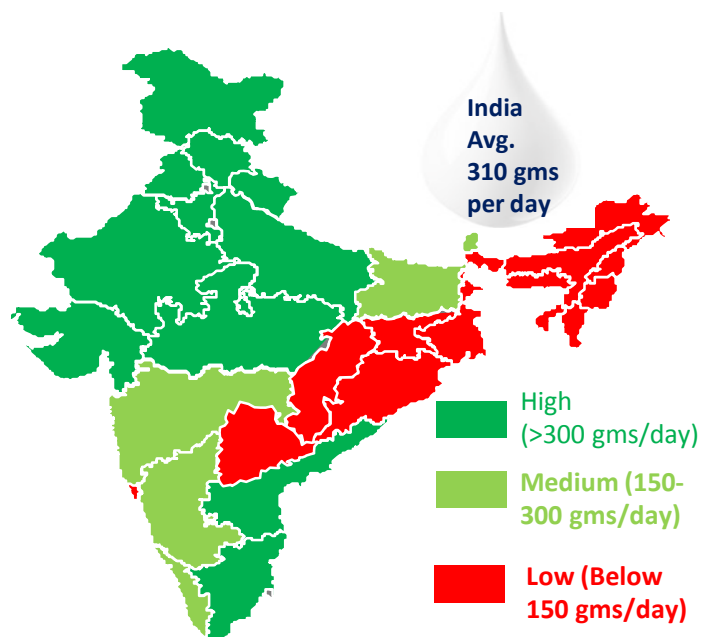 India
Avg.
310 gms
per day
High
(>300 gms/day)
Medium (150-
300 gms/day)
Low (Below
150 gms/day)